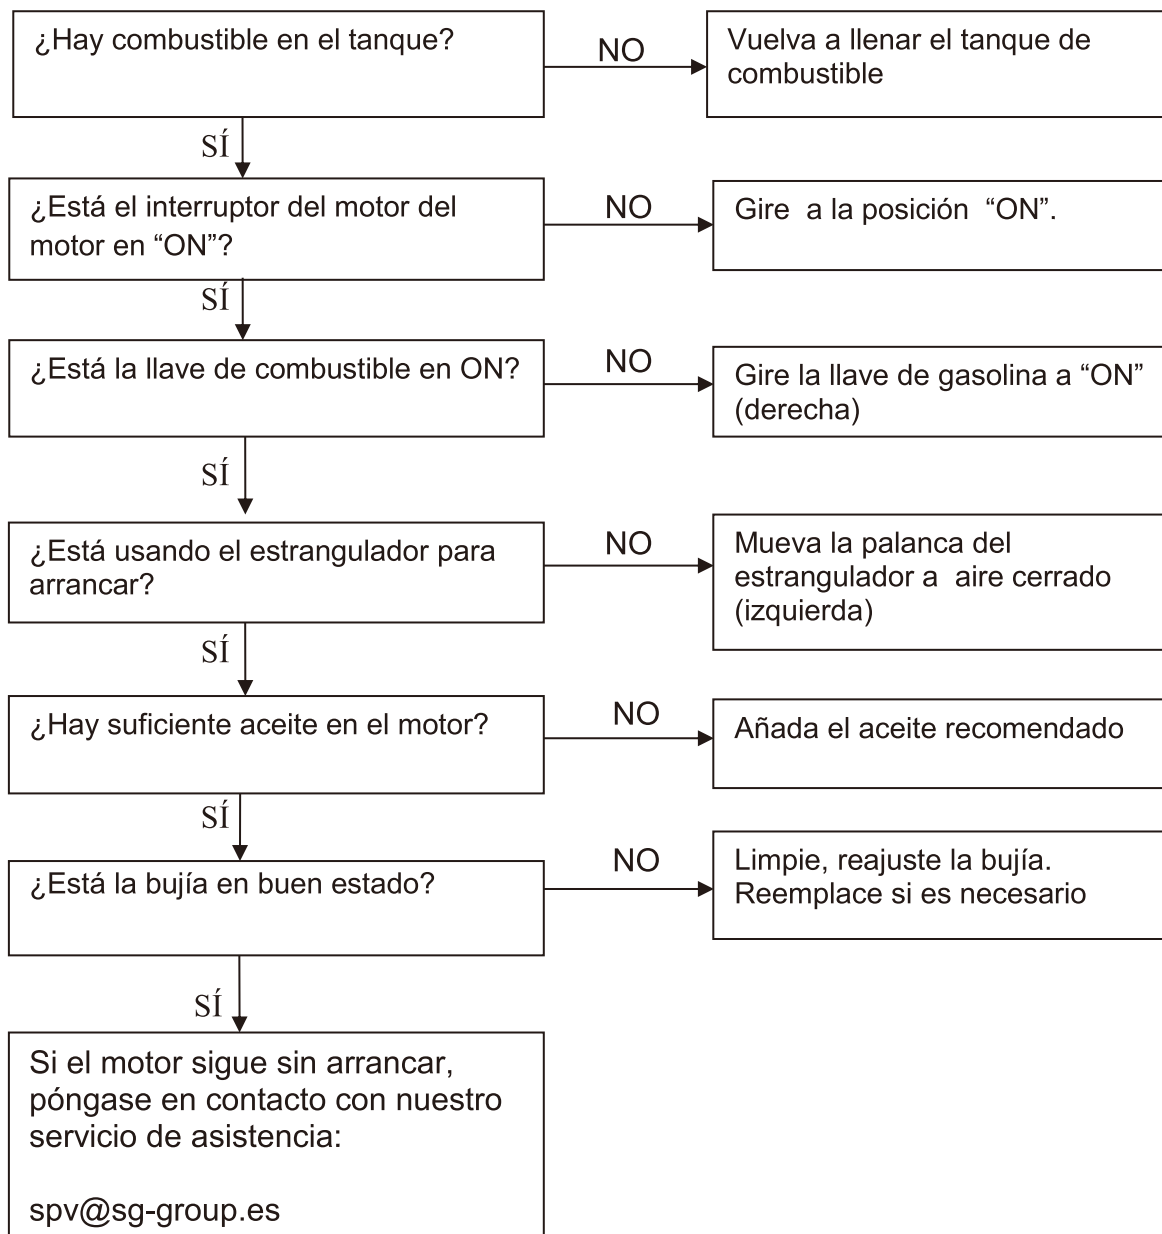 ¿Hay combustible en el tanque?
NO
Vuelva a llenar el tanque de
combustible
SÍ
¿Está el interruptor del motor del
motor en “ON”?
NO
Gire a la posición “ON”.
SÍ
¿Está la llave de combustible en ON?
NO
Gire la llave de gasolina a “ON”
(derecha)
SÍ
¿Está usando el estrangulador para
arrancar?
NO
Mueva la palanca del
estrangulador a aire cerrado
(izquierda)
SÍ
¿Hay suficiente aceite en el motor?
NO
Añada el aceite recomendado
SÍ
¿Está la bujía en buen estado?
NO
Limpie, reajuste la bujía.
Reemplace si es necesario
SÍ
Si el motor sigue sin arrancar,
póngase en contacto con nuestro
servicio de asistencia:
spv@sg-group.es